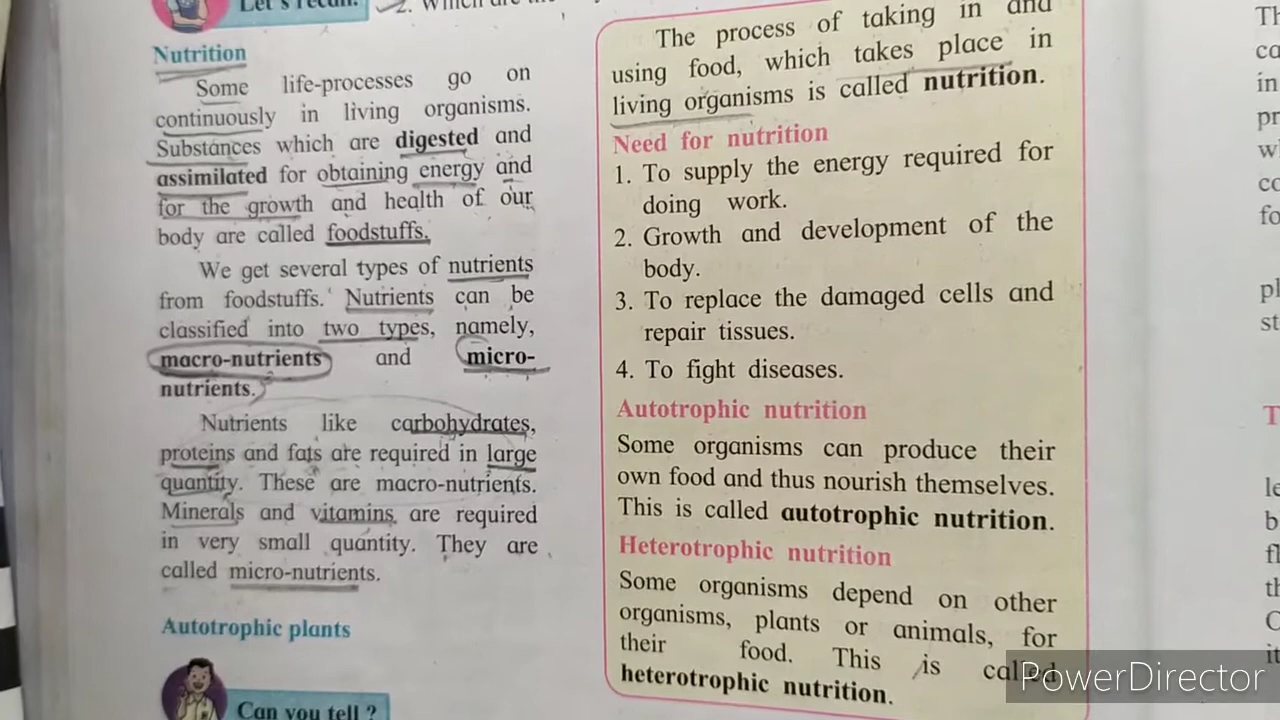 Let's recall.
2. Which are the
Nutrition
Some life-processes go on
continuously in living organisms.
Substances which are digested and
assimilated for obtaining energy and
for the growth and health of our
body are called foodstuffs.
We get several types of nutrients
from foodstuffs. Nutrients can be
classified into two types, namely,
macro-nutrients and micro-
nutrients.
Nutrients like carbohydrates,
proteins and fats are required in large
quantity. These are macro-nutrients.
Minerals and vitamins are required
in very small quantity. They are
called micro-nutrients.
Autotrophic plants
Can you tell ?
The process of taking in and
using food, which takes place in
living organisms is called nutrition.
Need for nutrition
1. To supply the energy required for
doing work.
2. Growth and development of the
body.
3. To replace the damaged cells and
repair tissues.
4. To fight diseases.
Autotrophic nutrition
Some organisms can produce their
own food and thus nourish themselves.
This is called autotrophic nutrition.
Heterotrophic nutrition
Some organisms depend on other
organisms, plants or animals, for
their food. This is called
heterotrophic nutrition.
in
PowerDirector